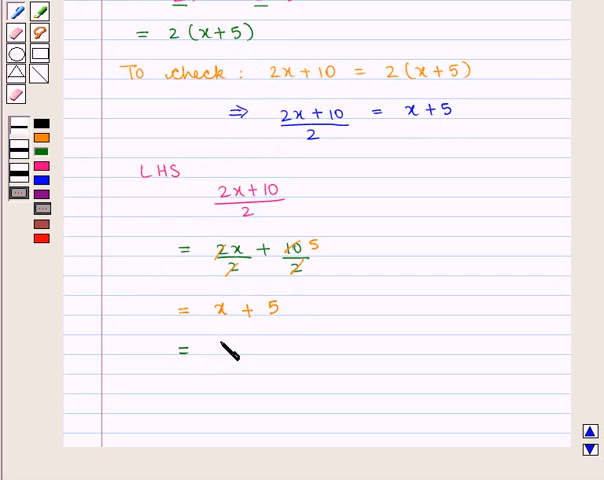 = 2 (x+5)
To check : 2x + 10 = 2 (x + 5)
⇒ (2x + 10)/2 = x + 5
LHS
(2x + 10)/2
= 2x/2 + 10/2 5
= x + 5
=